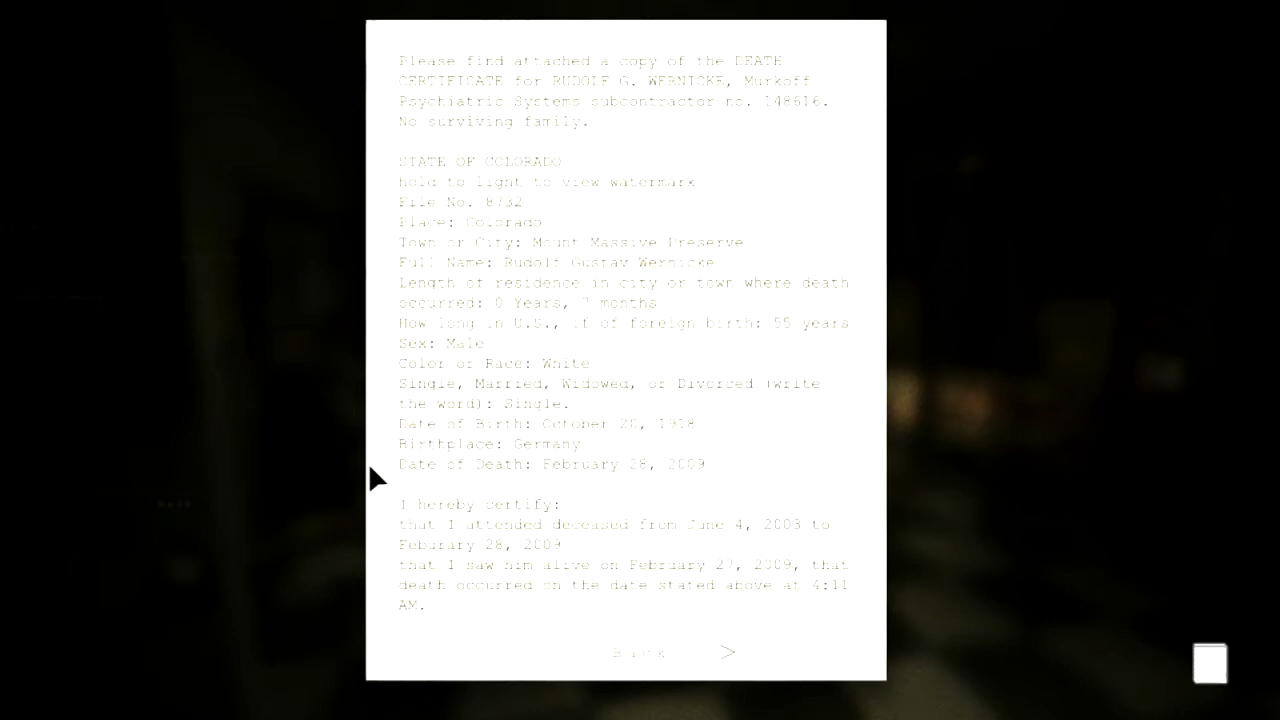 Please find attached a copy of the DEATH
CERTIFICATE for RUDOLF G. WERNICKE, Murkoff
Psychiatric Systems subcontractor no. 148616.
No surviving family.
STATE OF COLORADO
hold to light to view watermark
File No. 8732
Place: Colorado
Town or City: Mount Massive Preserve
Full Name: Rudolf Gustav Wernicke
Length of residence in city or town where death
occurred: 0 Years, 7 months
How long in U.S., if of foreign birth: 55 years
Sex: Male
Color or Race: White
Single, Married, Widowed, or Divorced (write
the word): Single.
Date of Birth: October 20, 1918
Birthplace: Germany
Date of Death: February 28, 2009
I hereby certify:
that I attended deceased from June 4, 2008 to
Feburary 28, 2009
that I saw him alive on February 27, 2009, that
death occurred on the date stated above at 4:11
AM.
Back >